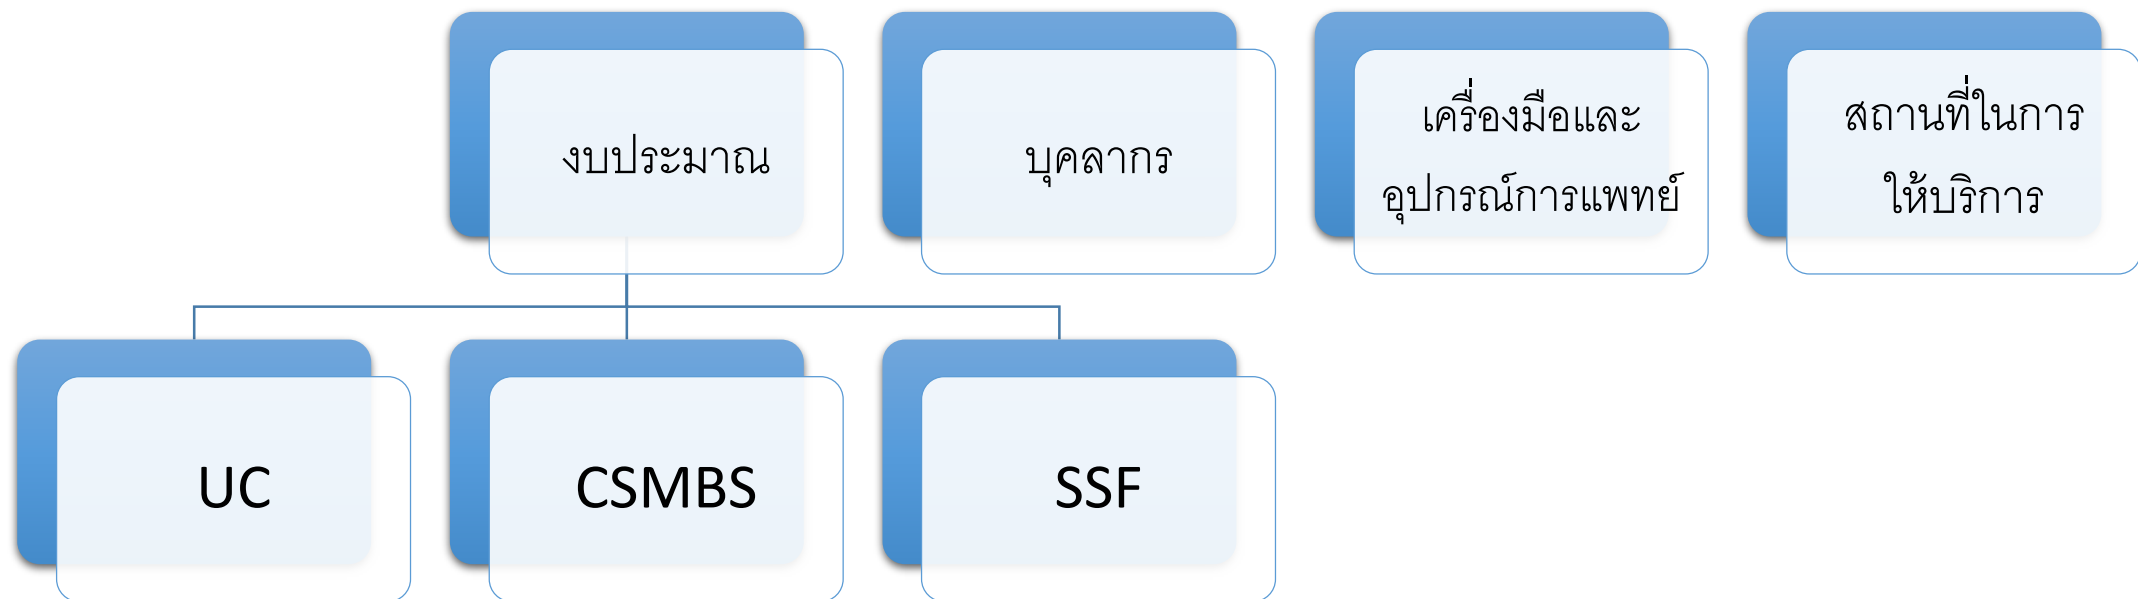 งบประมาณ
บุคลากร
เครื่องมือและ
อุปกรณ์การแพทย์
สถานที่ในการ
ให้บริการ
UC
CSMBS
SSF